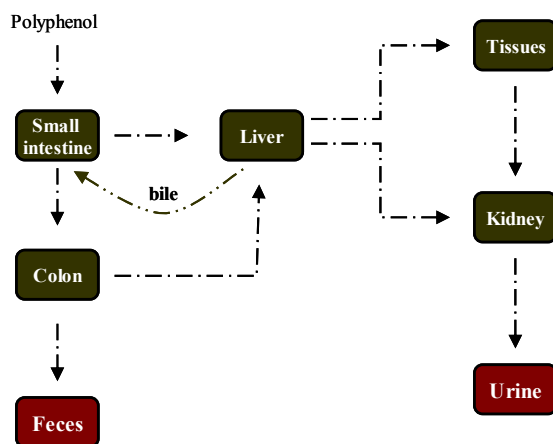 Polyphenol
Small
intestine
Liver
Tissues
bile
Kidney
Colon
Feces
Urine